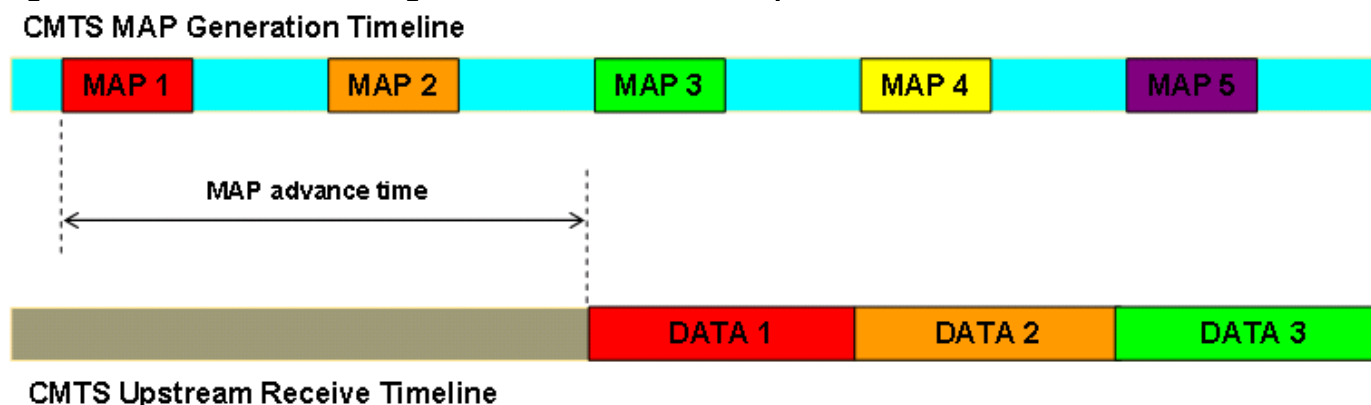 CMTS MAP Generation Timeline
MAP 1 MAP 2 MAP 3 MAP 4 MAP 5
MAP advance time
DATA 1 DATA 2 DATA 3
CMTS Upstream Receive Timeline